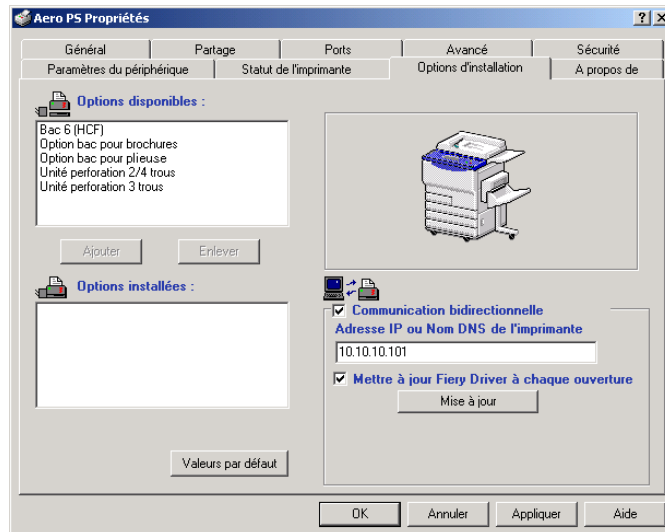 Aero PS Propriétés
Général
Partage
Ports
Avancé
Sécurité
Paramètres du périphérique
Statut de l'imprimante
Options d'installation
A propos de
Options disponibles :
Bac 6 (HCF)
Option bac pour brochures
Option bac pour plieuse
Unité perforation 2/4 trous
Unité perforation 3 trous
Ajouter
Enlever
Options installées :
Valeurs par défaut
Communication bidirectionnelle
Adresse IP ou Nom DNS de l'imprimante
10.10.10.101
Mettre à jour Fiery Driver à chaque ouverture
Mise à jour
OK
Annuler
Appliquer
Aide